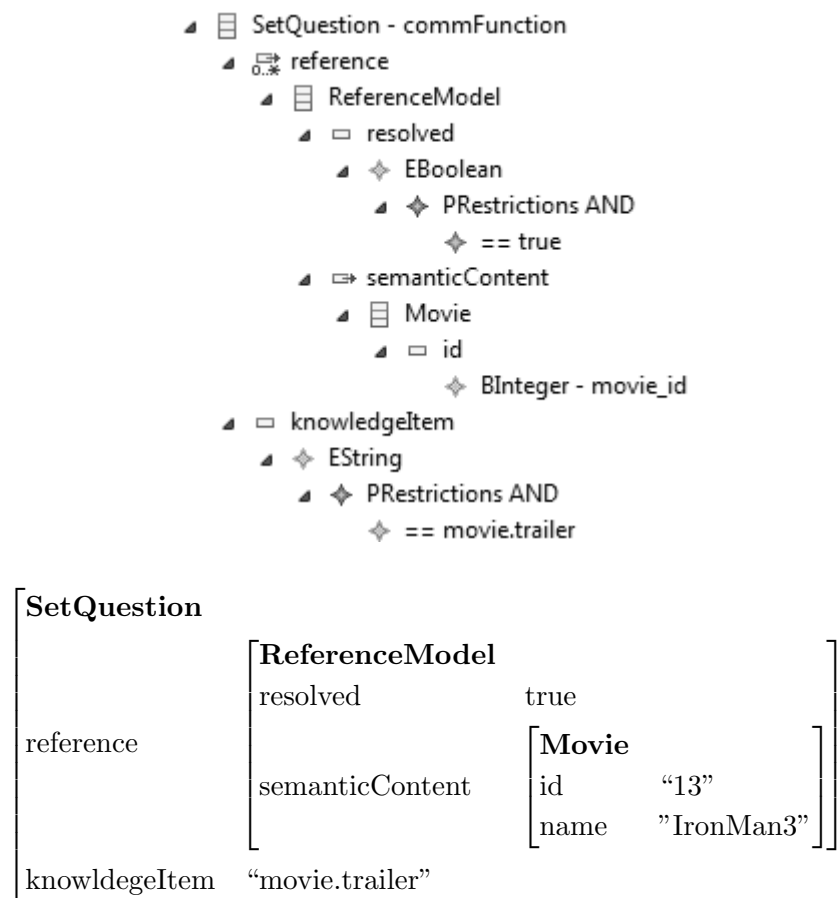 SetQuestion - commFunction
0..* reference
ReferenceModel
resolved
EBoolean
PRestrictions AND
== true
semanticContent
Movie
id
BInteger - movie_id
knowledgeItem
EString
PRestrictions AND
== movie.trailer
SetQuestion
ReferenceModel
resolved true
reference
Movie
semanticContent id “13”
name ”IronMan3”
knowldegeItem “movie.trailer”